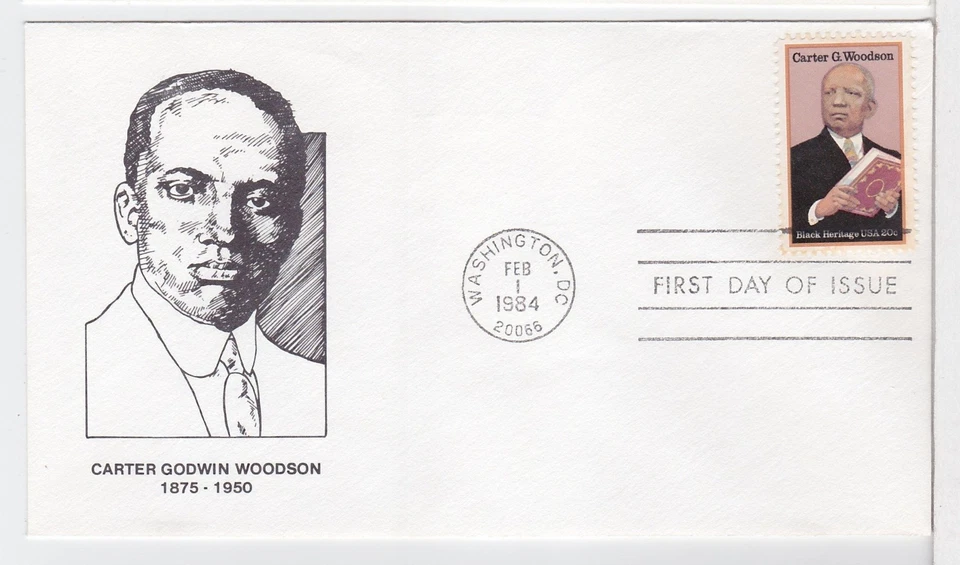 Carter G. Woodson
Black Heritage USA 20c
WASHINGTON, DC
FEB
1
1984
20066
FIRST DAY OF ISSUE
CARTER GODWIN WOODSON
1875 - 1950